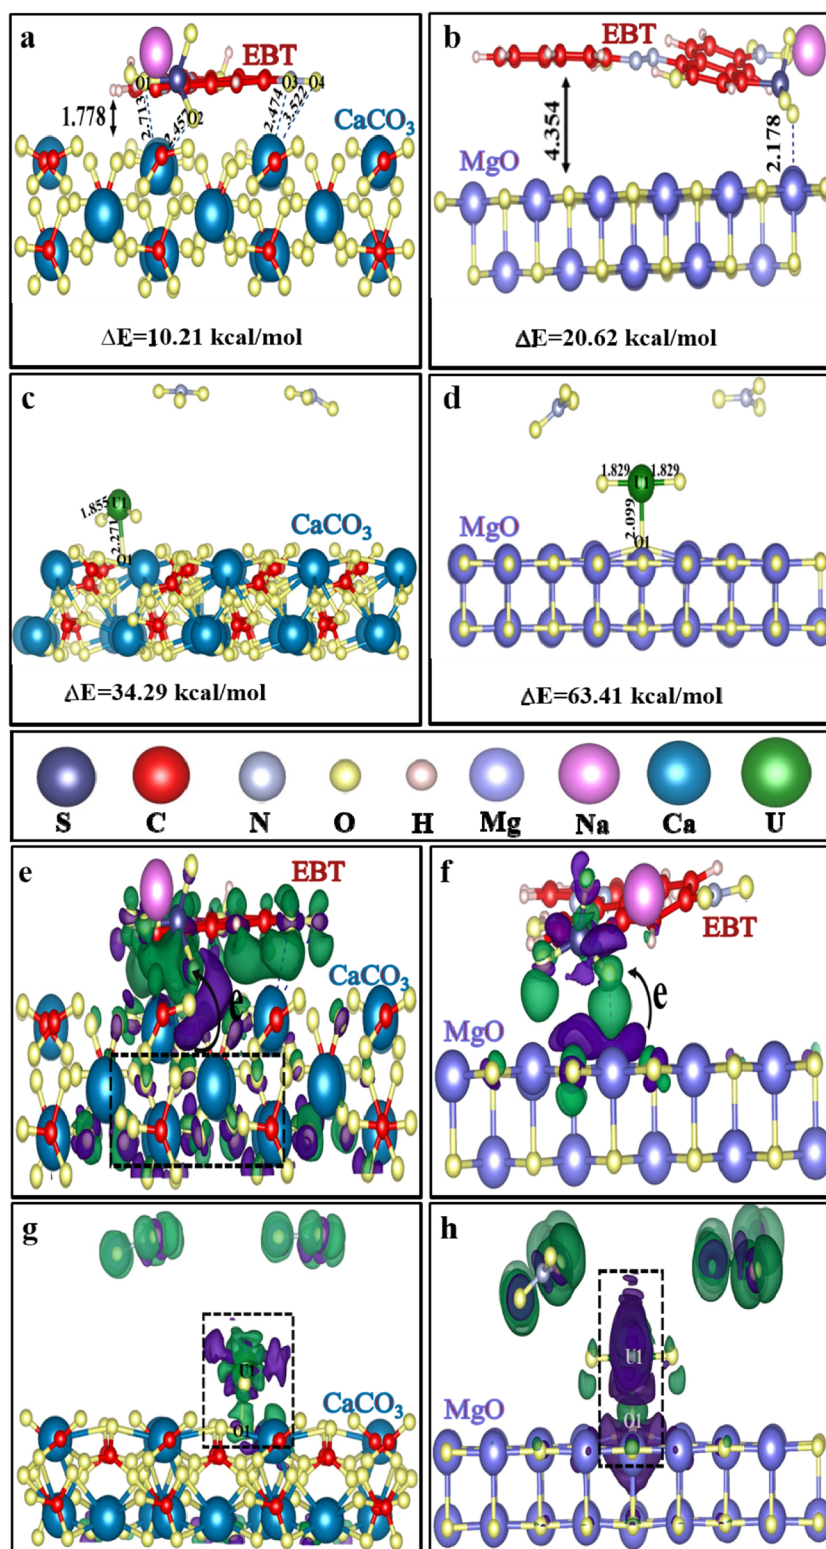 a
EBT
O1
O3
O4
2.713
2.457
O2
2.474
3.522
1.778
CaCO3
ΔE=10.21 kcal/mol
b
EBT
4.354
2.178
MgO
ΔE=20.62 kcal/mol
c
1.855
U1
2.271
O1
CaCO3
ΔE=34.29 kcal/mol
d
1.829
1.829
U1
2.099
O1
MgO
ΔE=63.41 kcal/mol
S C N O H Mg Na Ca U
e
EBT
CaCO3
e
f
EBT
e
MgO
g
U1
O1
CaCO3
h
U1
O1
MgO